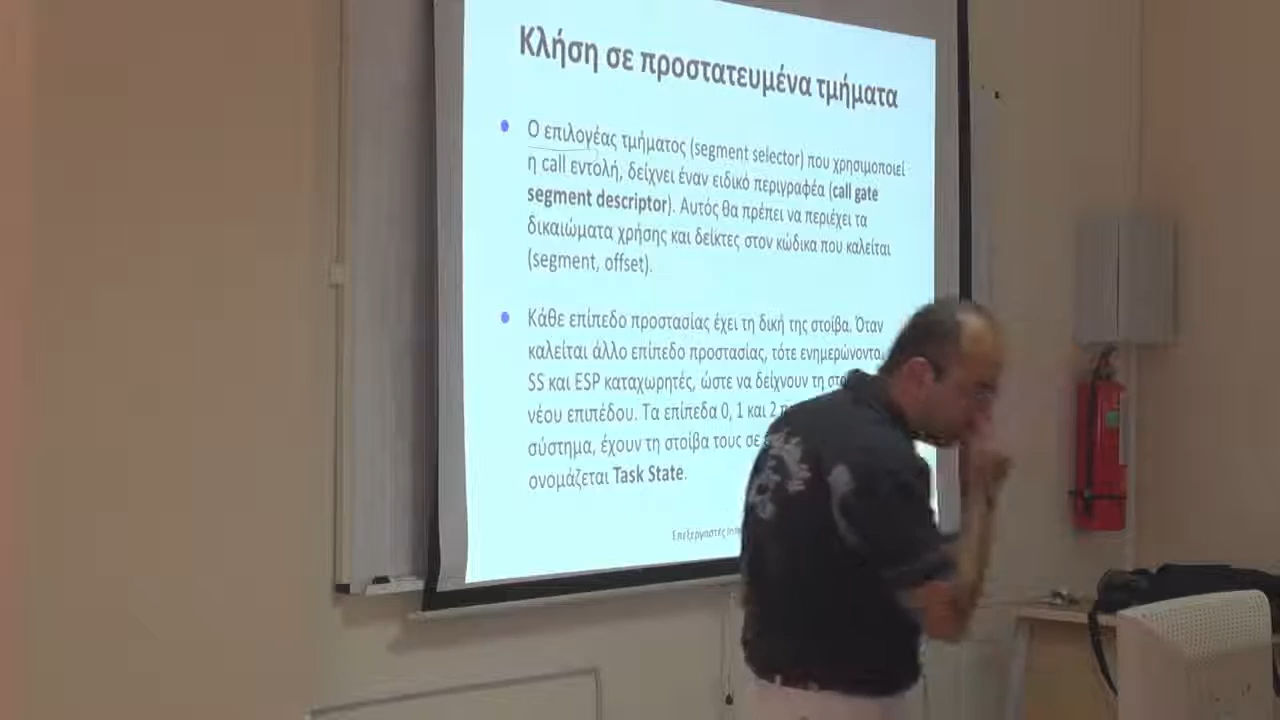 Κλήση σε προστατευμένα τμήματα
Ο επιλογέας τμήματος (segment selector) που χρησιμοποιεί
η call εντολή, δείχνει έναν ειδικό περιγραφέα (call gate
segment descriptor). Αυτός θα πρέπει να περιέχει τα
δικαιώματα χρήσης και δείκτες στον κώδικα που καλείται
(segment, offset).
Κάθε επίπεδο προστασίας έχει τη δική της στοίβα. Όταν
καλείται άλλο επίπεδο προστασίας, τότε
SS και ESP καταχωρητές, ώστε να δείχνουν τη
νέου επιπέδου. Τα επίπεδα 0, 1 και 2
σύστημα, έχουν τη στοίβα τους σε
ονομάζεται Task State.
Επεξεργαστές